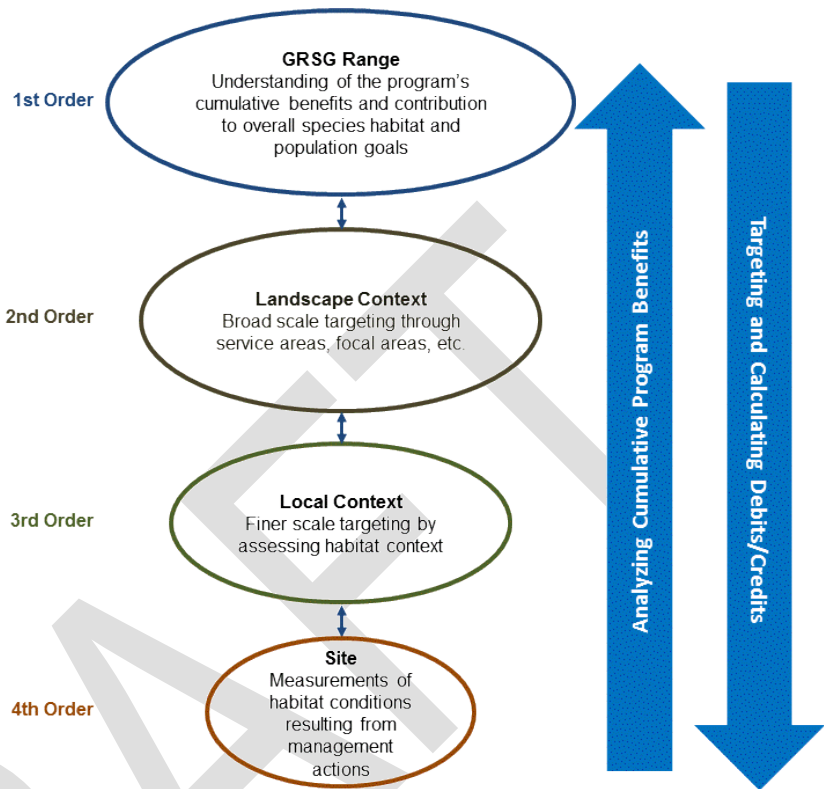 GRSG Range
Understanding of the program's
cumulative benefits and contribution
to overall species habitat and
population goals
1st Order
Landscape Context
Broad scale targeting through
service areas, focal areas, etc.
2nd Order
Local Context
Finer scale targeting by
assessing habitat context
3rd Order
Site
Measurements of
habitat conditions
resulting from
management
actions
4th Order
Analyzing Cumulative Program Benefits
Targeting and Calculating Debits/Credits
DRAFT